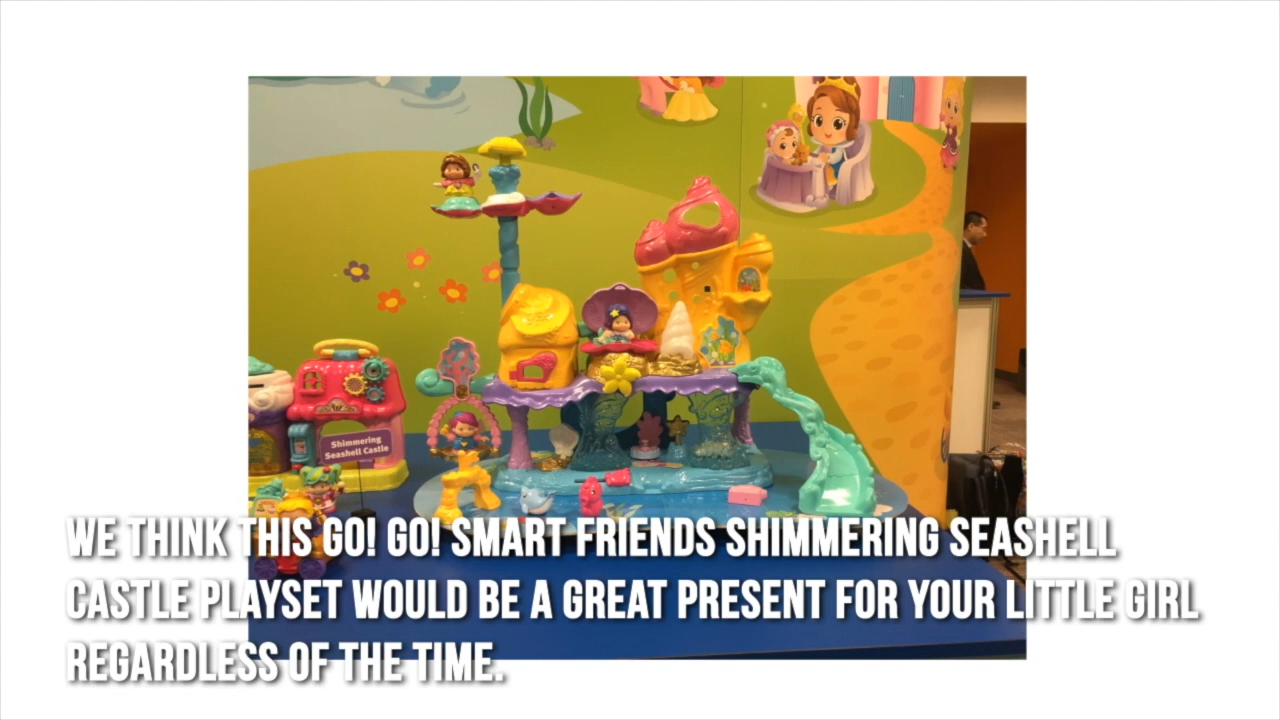 Shimmering
Seashell Castle
WE THINK THIS GO! GO! SMART FRIENDS SHIMMERING SEASHELL
CASTLE PLAYSET WOULD BE A GREAT PRESENT FOR YOUR LITTLE GIRL
REGARDLESS OF THE TIME.